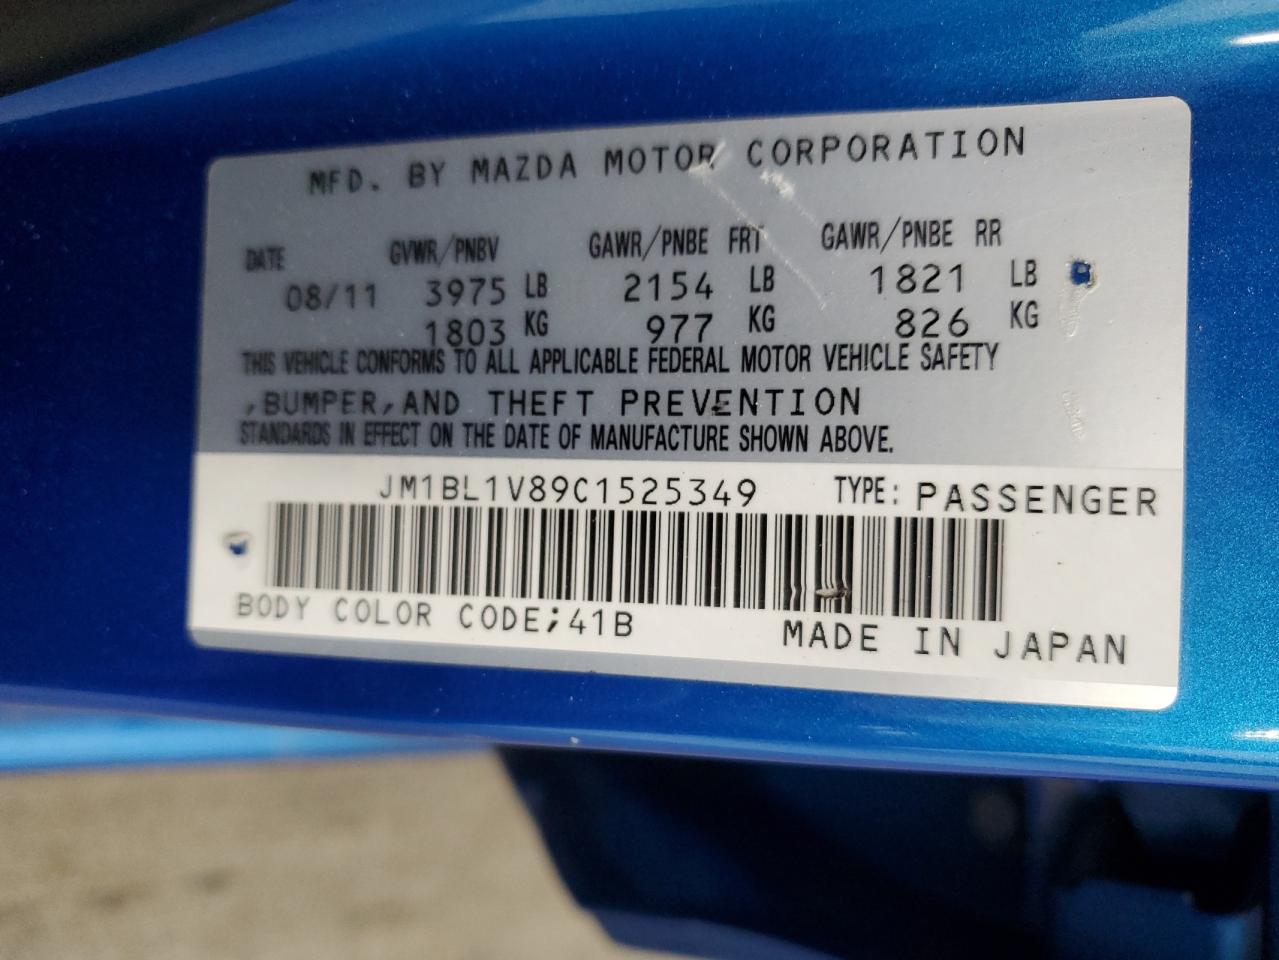 MFD. BY MAZDA MOTOR CORPORATION
DATE GVWR/PNBV GAWR/PNBE FRT GAWR/PNBE RR
08/11 3975 LB 2154 LB 1821 LB
1803 KG 977 KG 826 KG
THIS VEHICLE CONFORMS TO ALL APPLICABLE FEDERAL MOTOR VEHICLE SAFETY
,BUMPER,AND THEFT PREVENTION
STANDARDS IN EFFECT ON THE DATE OF MANUFACTURE SHOWN ABOVE.
JM1BL1V89C1525349 TYPE: PASSENGER
BODY COLOR CODE;41B MADE IN JAPAN